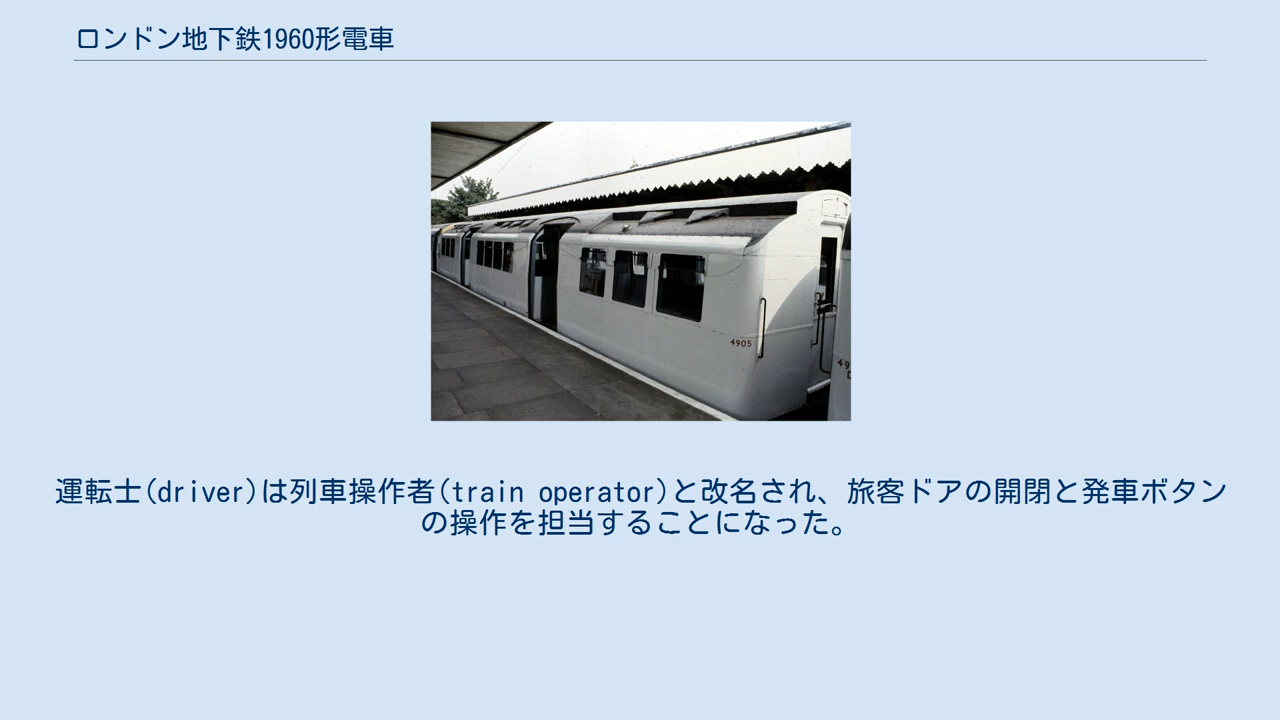 ロンドン地下鉄1960形電車
4905
49
運転士(driver)は列車操作者(train operator)と改名され、旅客ドアの開閉と発車ボタン
の操作を担当することになった。